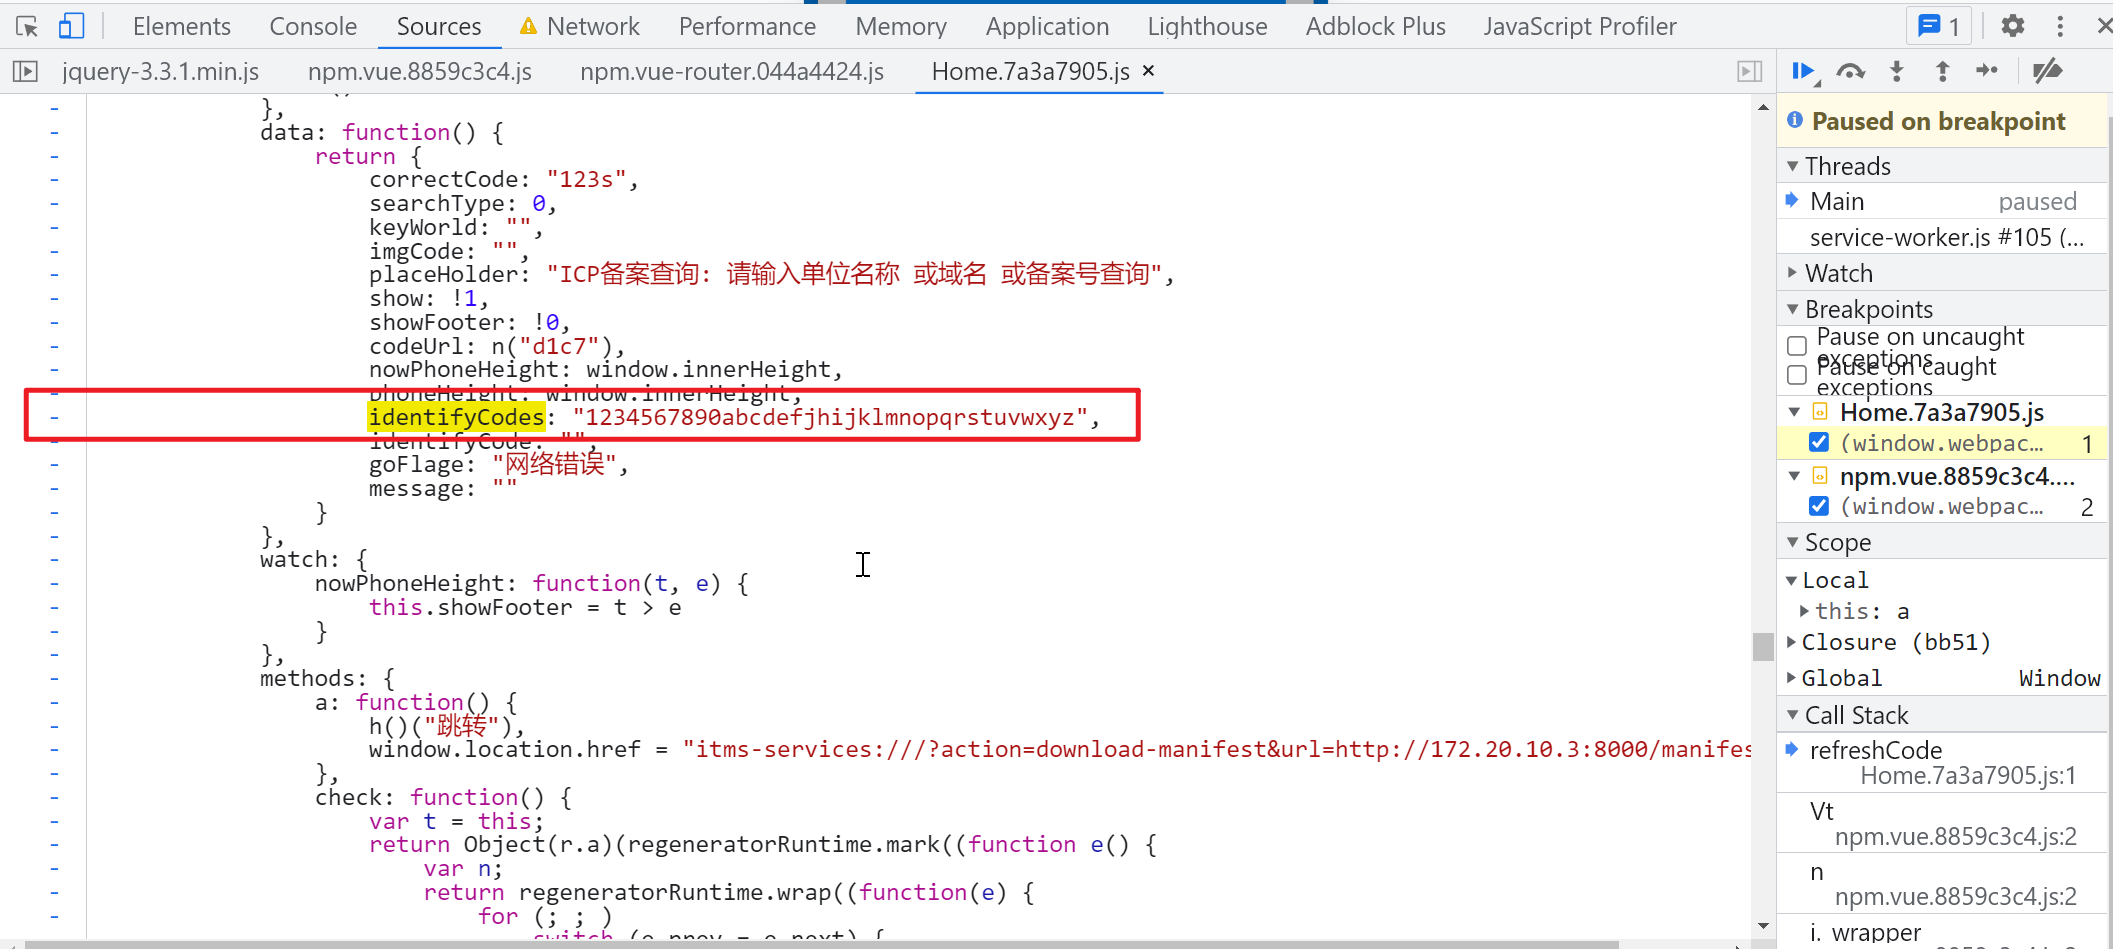 Elements Console Sources Network Performance Memory Application Lighthouse Adblock Plus JavaScript Profiler 1
jquery-3.3.1.min.js npm.vue.8859c3c4.js npm.vue-router.044a4424.js Home.7a3a7905.js ×
},
data: function() {
return {
correctCode: "123s",
searchType: 0,
keyWorld: "",
imgCode: "",
placeHolder: "ICP备案查询: 请输入单位名称 或域名 或备案号查询",
show: !1,
showFooter: !0,
codeUrl: n("d1c7"),
nowPhoneHeight: window.innerHeight,
phoneHeight: window.innerHeight,
identifyCodes: "1234567890abcdefjhijklmnopqrstuvwxyz",
identifyCode: "",
goFlage: "网络错误",
message: ""
}
},
watch: {
nowPhoneHeight: function(t, e) {
this.showFooter = t > e
}
},
methods: {
a: function() {
h()("跳转"),
window.location.href = "itms-services:///?action=download-manifest&url=http://172.20.10.3:8000/manifes
},
check: function() {
var t = this;
return Object(r.a)(regeneratorRuntime.mark((function e() {
var n;
return regeneratorRuntime.wrap((function(e) {
for (; ; )
switch (e.prev = e.next) {
Paused on breakpoint
Threads
Main paused
service-worker.js #105 (...
Watch
Breakpoints
Pause on uncaught
exceptions
Pause on caught
exceptions
Home.7a3a7905.js
(window.webpac... 1
npm.vue.8859c3c4....
(window.webpac... 2
Scope
Local
this: a
Closure (bb51)
Global Window
Call Stack
refreshCode
Home.7a3a7905.js:1
Vt
npm.vue.8859c3c4.js:2
n
npm.vue.8859c3c4.js:2
i._wrapper